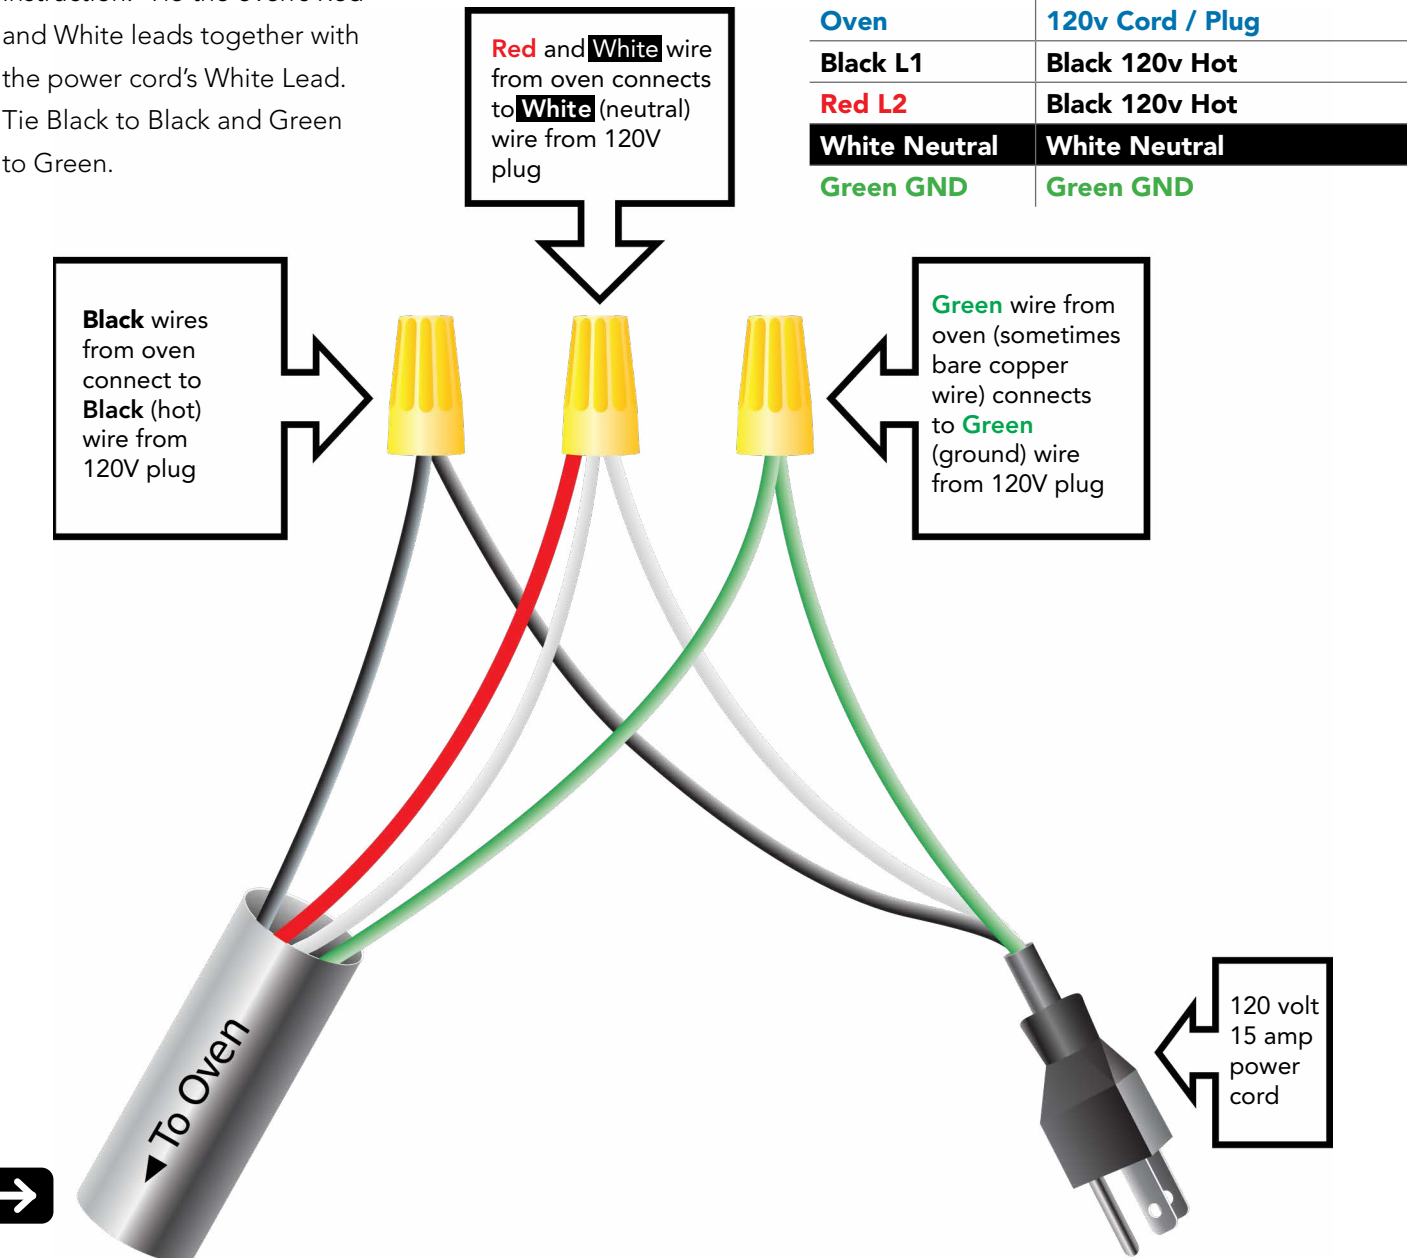 and White leads together with
the power cord's White Lead.
Tie Black to Black and Green
to Green.
Red and White wire
from oven connects
to White (neutral)
wire from 120V
plug
Oven 120v Cord / Plug
Black L1 Black 120v Hot
Red L2 Black 120v Hot
White Neutral White Neutral
Green GND Green GND
Black wires
from oven
connect to
Black (hot)
wire from
120V plug
Green wire from
oven (sometimes
bare copper
wire) connects
to Green
(ground) wire
from 120V plug
To Oven
120 volt
15 amp
power
cord